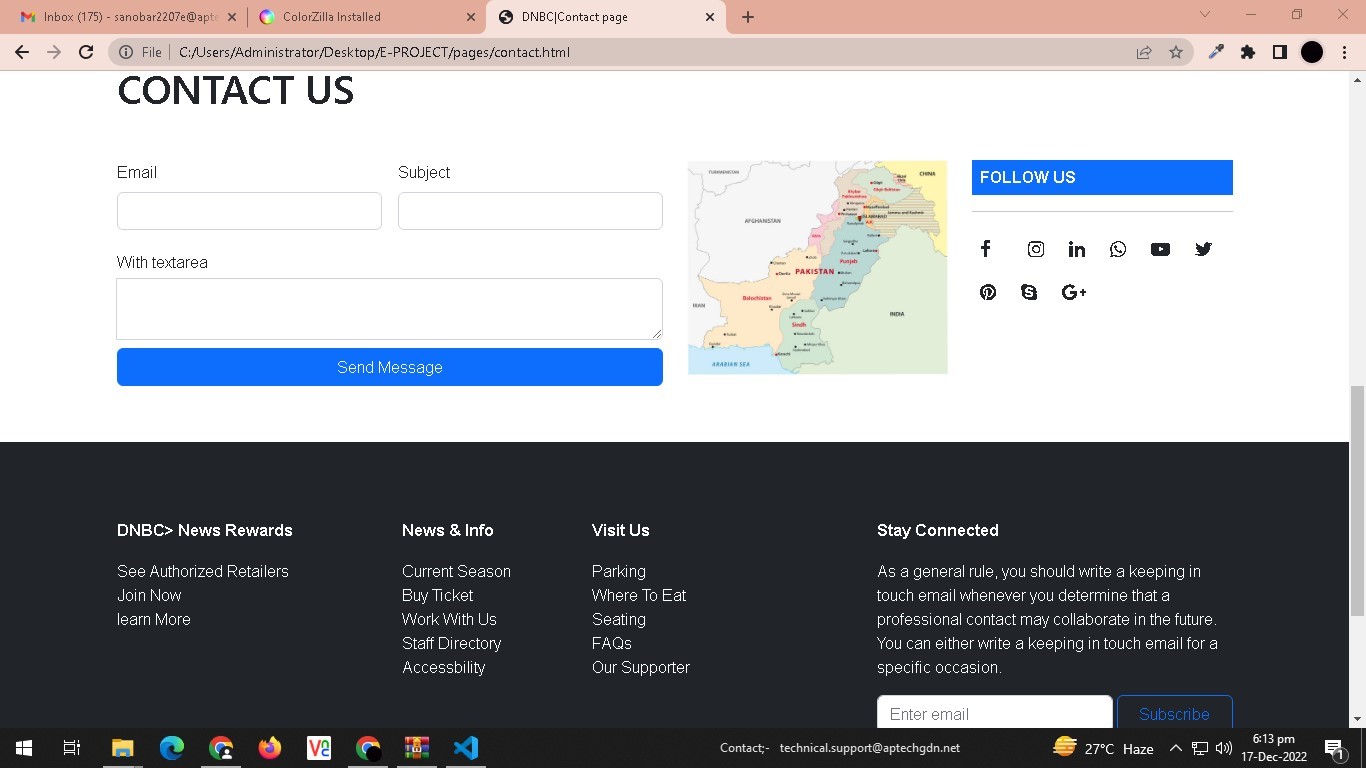 Inbox (175) - sanobar2207e@apte
ColorZilla Installed
DNBC|Contact page
File
C:/Users/Administrator/Desktop/E-PROJECT/pages/contact.html
CONTACT US
Email
Subject
With textarea
Send Message
CHINA
AFGHANISTAN
PAKISTAN
Punjab
Balochistan
IRAN
INDIA
Sindh
ARABIAN SEA
FOLLOW US
DNBC> News Rewards
See Authorized Retailers
Join Now
learn More
News & Info
Current Season
Buy Ticket
Work With Us
Staff Directory
Accessbility
Visit Us
Parking
Where To Eat
Seating
FAQs
Our Supporter
Stay Connected
As a general rule, you should write a keeping in
touch email whenever you determine that a
professional contact may collaborate in the future.
You can either write a keeping in touch email for a
specific occasion.
Enter email
Subscribe
Contact;- technical.support@aptechgdn.net
27°C Haze
6:13 pm
17-Dec-2022
1